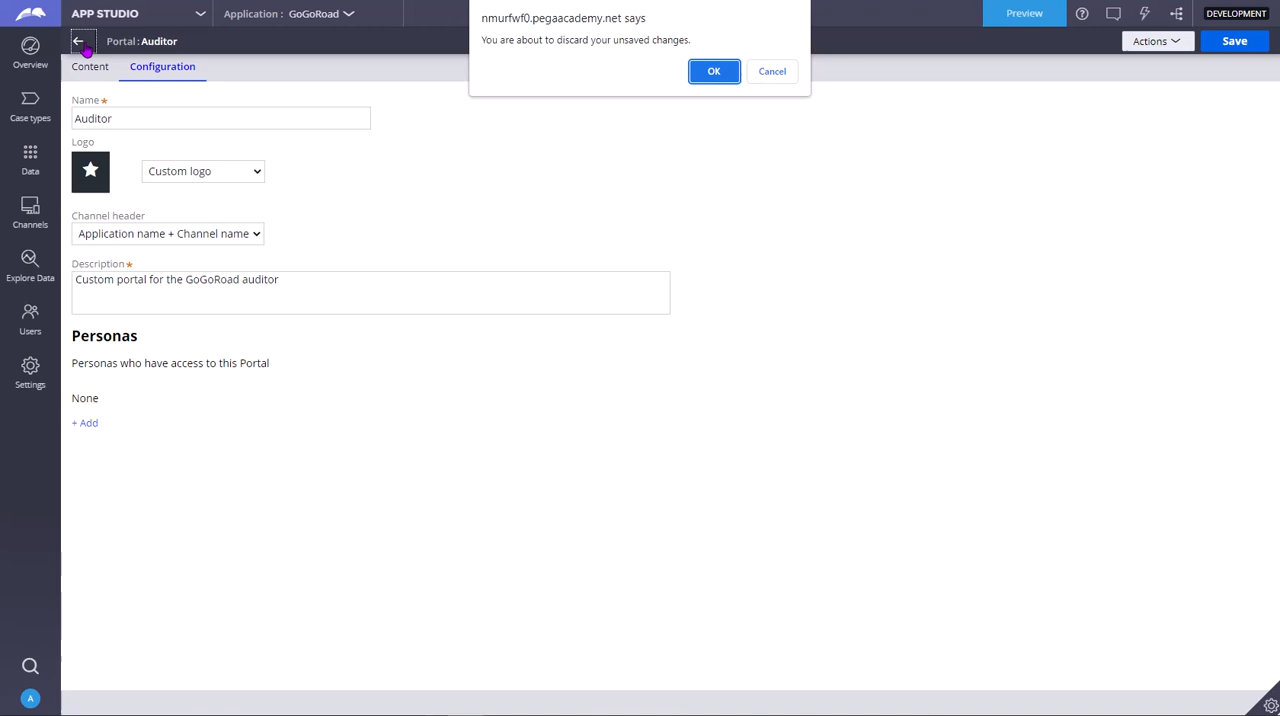 APP STUDIO
Application : GoGoRoad
nmurfwf0.pegaacademy.net says
You are about to discard your unsaved changes.
OK
Cancel
Preview
DEVELOPMENT
Portal : Auditor
Actions
Save
Overview
Case types
Data
Channels
Explore Data
Users
Settings
A
Content
Configuration
Name *
Auditor
Logo
Custom logo
Channel header
Application name + Channel name
Description *
Custom portal for the GoGoRoad auditor
Personas
Personas who have access to this Portal
None
+ Add